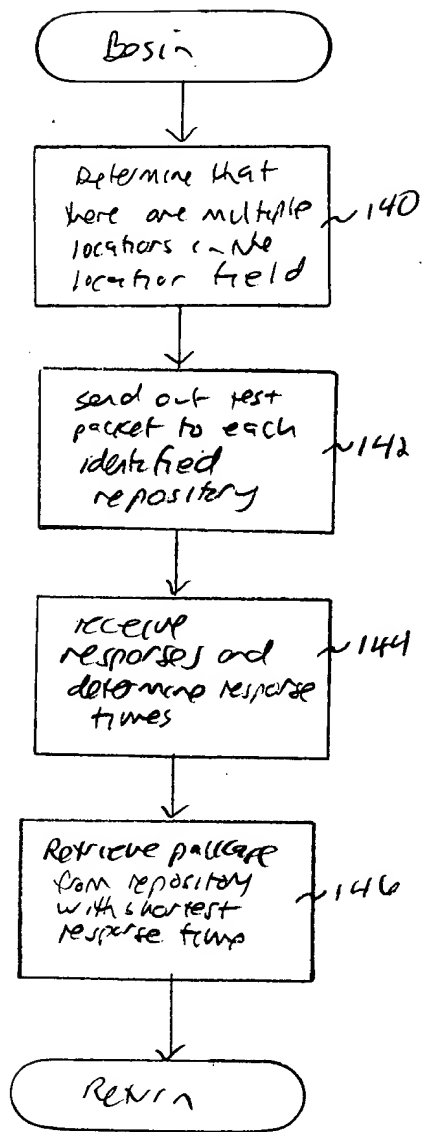 Begin
Determine that
there are multiple
locations in the
location field
140
send out test
packet to each
identified
repository
142
receive
responses and
determine response
times
144
Retrieve package
from repository
with shortest
response time
146
Return